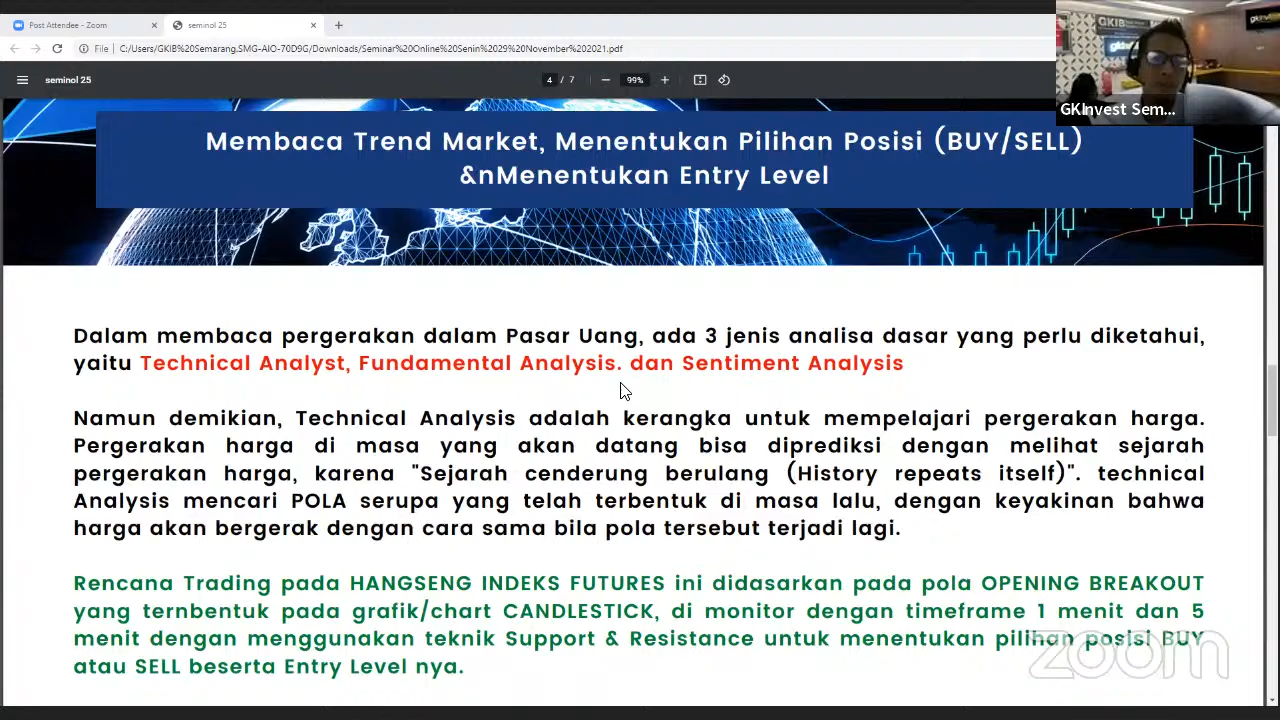 Post Attendee - Zoom
seminol 25
File
C:/Users/GKIB%20Semarang.SMG-AIO-70D9G/Downloads/Seminar%20Online%20Senin%2029%20November%202021.pdf
seminol 25
4 / 7
99%
GKInvest Sem...
Membaca Trend Market, Menentukan Pilihan Posisi (BUY/SELL)
&nMenentukan Entry Level
Dalam membaca pergerakan dalam Pasar Uang, ada 3 jenis analisa dasar yang perlu diketahui,
yaitu Technical Analyst, Fundamental Analysis. dan Sentiment Analysis
Namun demikian, Technical Analysis adalah kerangka untuk mempelajari pergerakan harga.
Pergerakan harga di masa yang akan datang bisa diprediksi dengan melihat sejarah
pergerakan harga, karena "Sejarah cenderung berulang (History repeats itself)". technical
Analysis mencari POLA serupa yang telah terbentuk di masa lalu, dengan keyakinan bahwa
harga akan bergerak dengan cara sama bila pola tersebut terjadi lagi.
Rencana Trading pada HANGSENG INDEKS FUTURES ini didasarkan pada pola OPENING BREAKOUT
yang ternbentuk pada grafik/chart CANDLESTICK, di monitor dengan timeframe 1 menit dan 5
menit dengan menggunakan teknik Support & Resistance untuk menentukan pilihan posisi BUY
atau SELL beserta Entry Level nya.
zoom